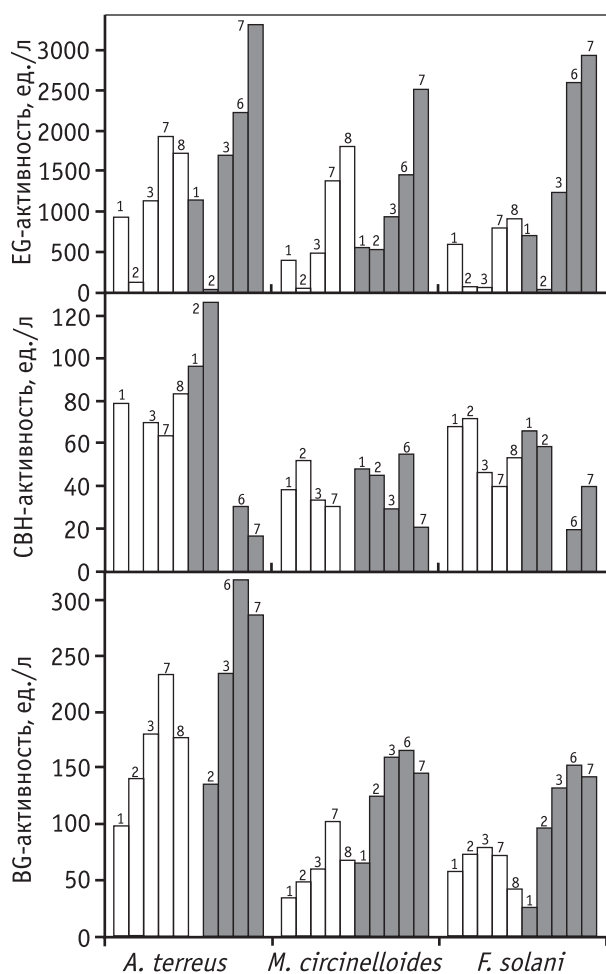 EG-активность, ед./л
3000
2500
2000
1500
1000
500
0
1 2 3 7 8 1 2 3 6 7
1 2 3 7 8 1 2 3 6 7
1 2 3 7 8 1 2 3 6 7
CBH-активность, ед./л
120
100
80
60
40
20
0
1 3 7 8 1 2 6 7
1 2 3 7 1 2 3 6 7
1 2 3 7 8 1 2 6 7
BG-активность, ед./л
300
250
200
150
100
50
0
1 2 3 7 8 2 3 6 7
1 2 3 7 8 1 2 3 6 7
1 2 3 7 8 1 2 3 6 7
A. terreus M. circinelloides F. solani